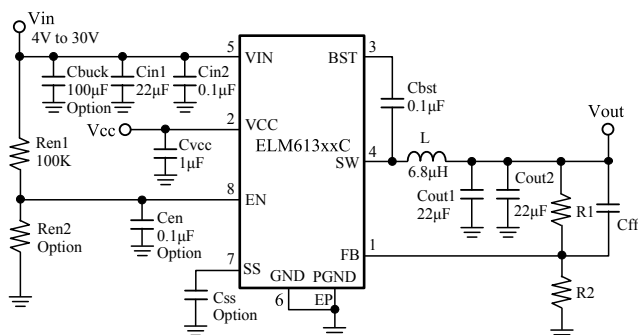 Vin
4V to 30V
5
VIN
BST
3
Cbuck
100µF
Option
Cin1
22µF
Cin2
0.1µF
Cbst
0.1µF
Vout
Vcc
2
VCC
ELM613xxC
Ren1
100K
Cvcc
1µF
SW
4
L
6.8µH
8
EN
Cout1
22µF
Cout2
22µF
R1
Cff
Ren2
Option
Cen
0.1µF
Option
FB
1
7
SS
Css
Option
GND
6
PGND
EP
R2